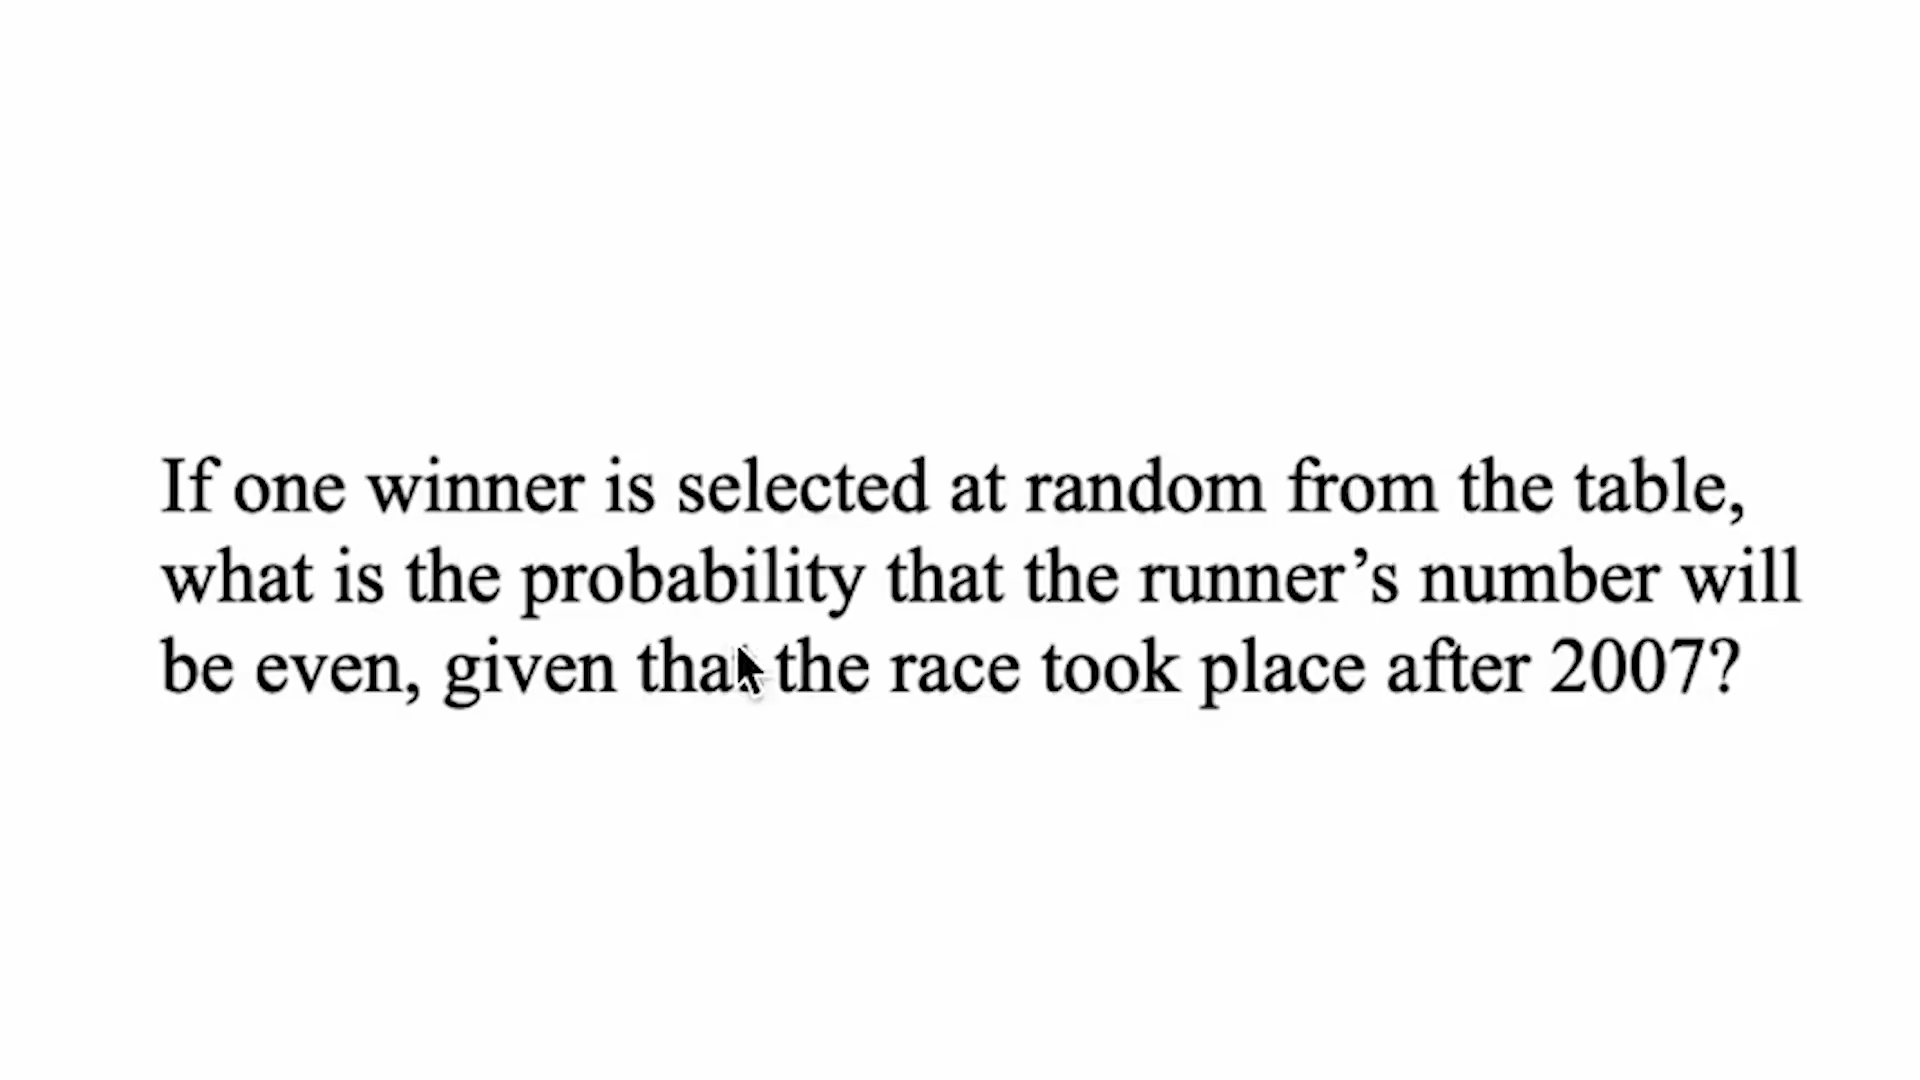 If one winner is selected at random from the table,
what is the probability that the runner’s number will
be even, given that the race took place after 2007?